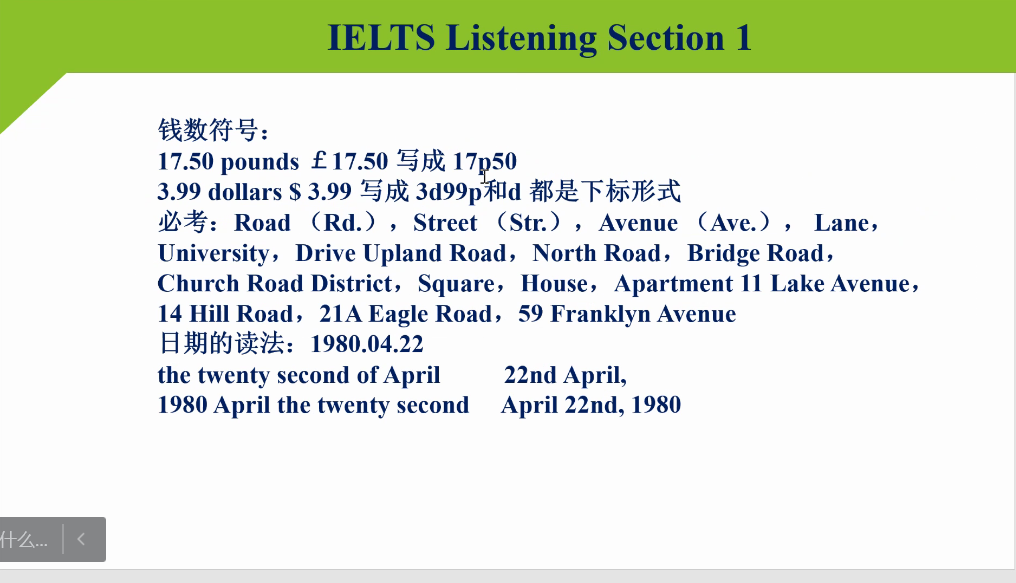 IELTS Listening Section 1
钱数符号：
17.50 pounds ￡17.50 写成 17p50
3.99 dollars $ 3.99 写成 3d99p和d 都是下标形式
必考：Road （Rd.），Street （Str.），Avenue （Ave.）， Lane，
University，Drive Upland Road，North Road，Bridge Road，
Church Road District，Square，House，Apartment 11 Lake Avenue，
14 Hill Road，21A Eagle Road，59 Franklyn Avenue
日期的读法：1980.04.22
the twenty second of April 22nd April,
1980 April the twenty second April 22nd, 1980
什么...